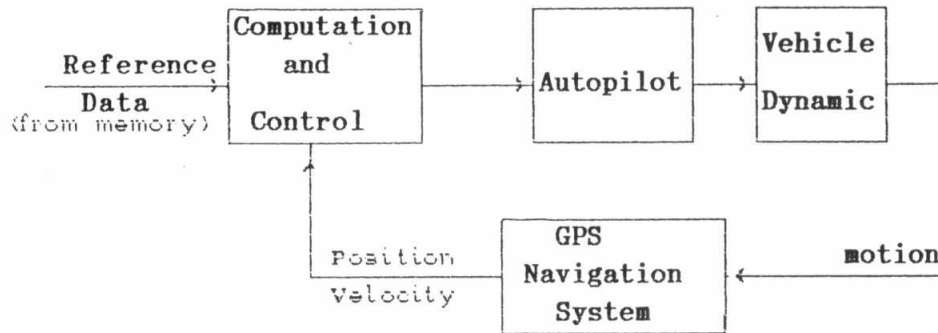 Computation
and
Control
Reference
Data
(from memory)
Autopilot
Vehicle
Dynamic
GPS
Navigation
System
Position
Velocity
motion